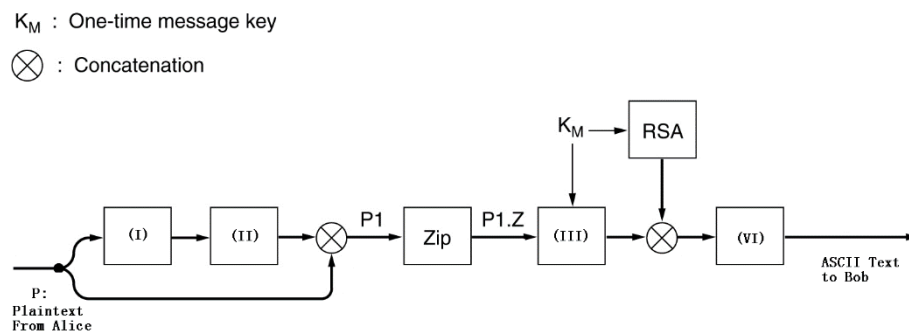 K_M : One-time message key
⊗ : Concatenation
K_M
RSA
(I)
(II)
P1
Zip
P1.Z
(III)
(VI)
P:
Plaintext
From Alice
ASCII Text
to Bob